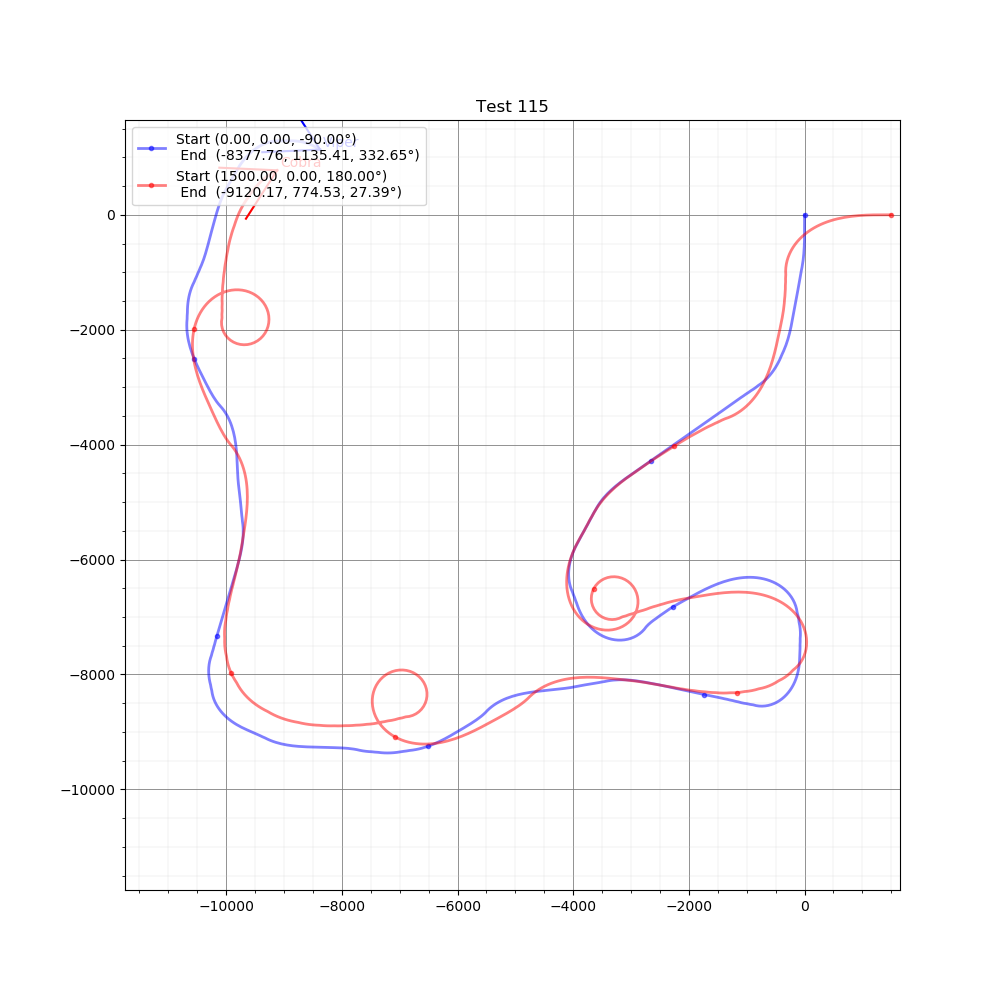 Test 115
Start (0.00, 0.00, -90.00°)
End  (-8377.76, 1135.41, 332.65°)
Start (1500.00, 0.00, 180.00°)
End  (-9120.17, 774.53, 27.39°)
Cobra
0
−2000
−4000
−6000
−8000
−10000
−10000
−8000
−6000
−4000
−2000
0